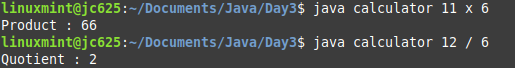 linuxmint@jc625:~/Documents/Java/Day3$ java calculator 11 x 6
Product : 66
linuxmint@jc625:~/Documents/Java/Day3$ java calculator 12 / 6
Quotient : 2